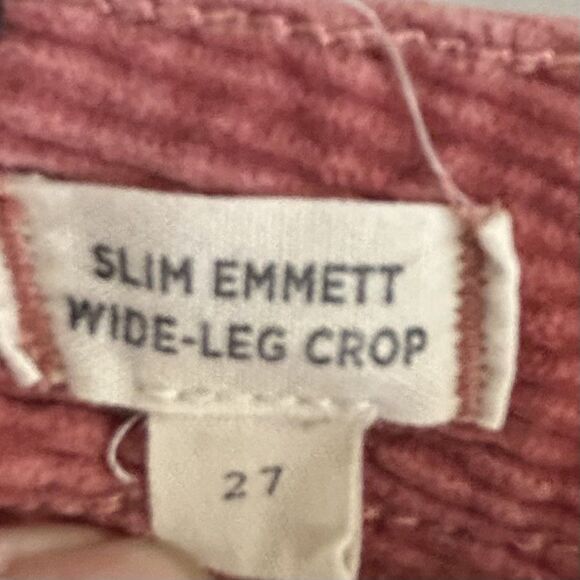 SLIM EMMETT
WIDE-LEG CROP
27